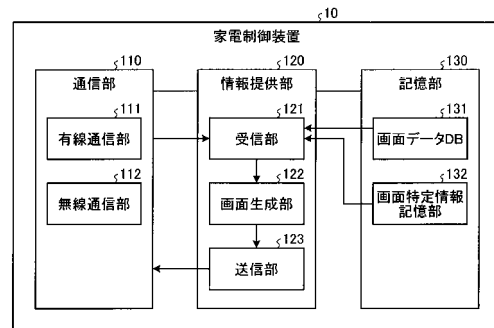 10
家電制御装置
110
通信部
111
有線通信部
112
無線通信部
120
情報提供部
121
受信部
122
画面生成部
123
送信部
130
記憶部
131
画面データDB
132
画面特定情報
記憶部